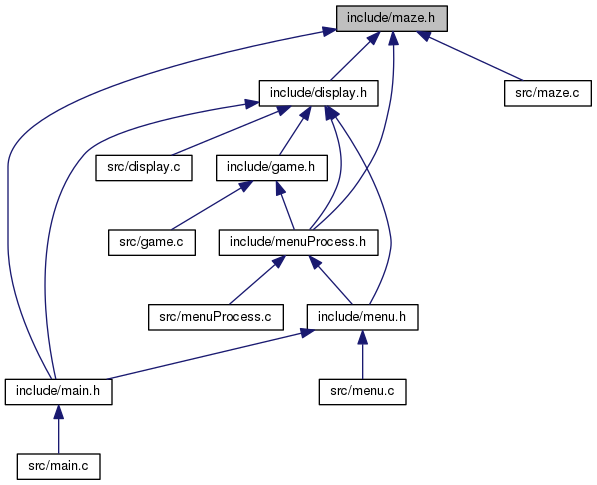 include/maze.h
include/display.h
src/maze.c
src/display.c
include/game.h
src/game.c
include/menuProcess.h
src/menuProcess.c
include/menu.h
include/main.h
src/menu.c
src/main.c